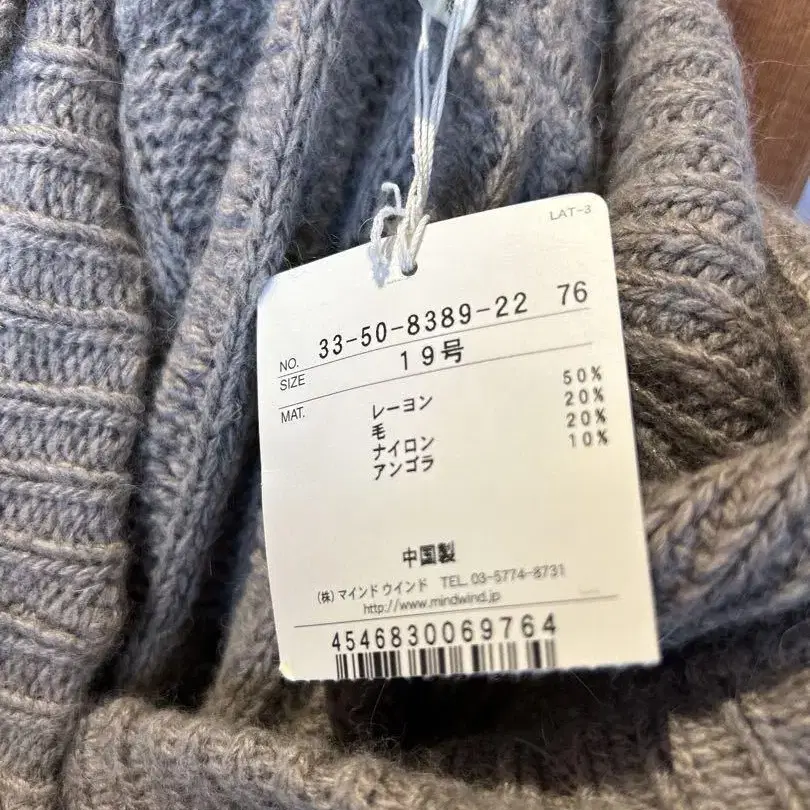 LAT-3
NO. 33-50-8389-22 76
SIZE 19号
MAT. レーヨン 50%
毛 20%
ナイロン 20%
アンゴラ 10%
中国製
(株)マインドウインド TEL.03-5774-8731
http://www.mindwind.jp
4546830069764